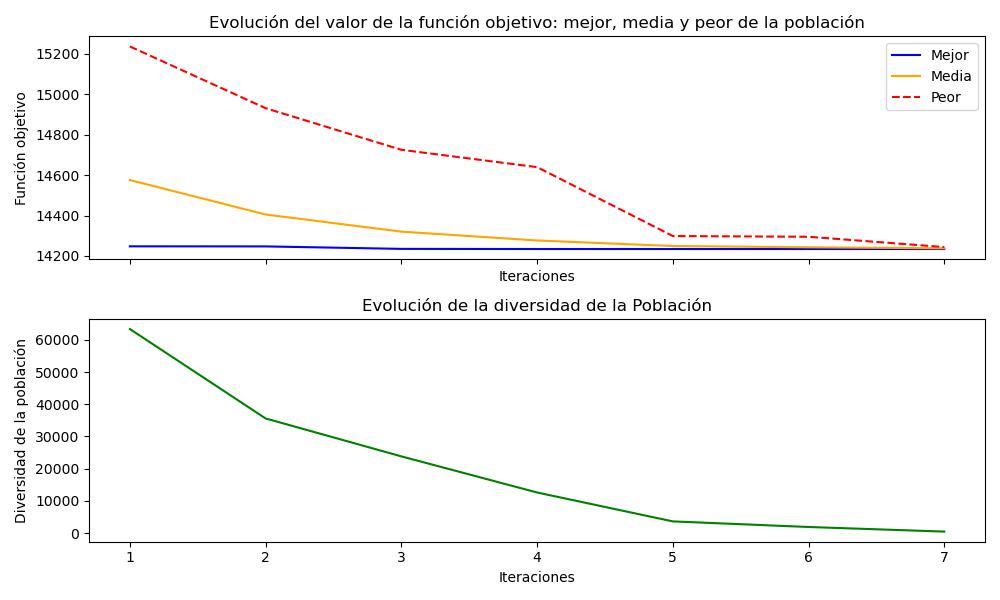 Evolución del valor de la función objetivo: mejor, media y peor de la población
Función objetivo
15200
15000
14800
14600
14400
14200
Mejor
Media
Peor
Iteraciones
Evolución de la diversidad de la Población
Diversidad de la población
60000
50000
40000
30000
20000
10000
0
1 2 3 4 5 6 7
Iteraciones